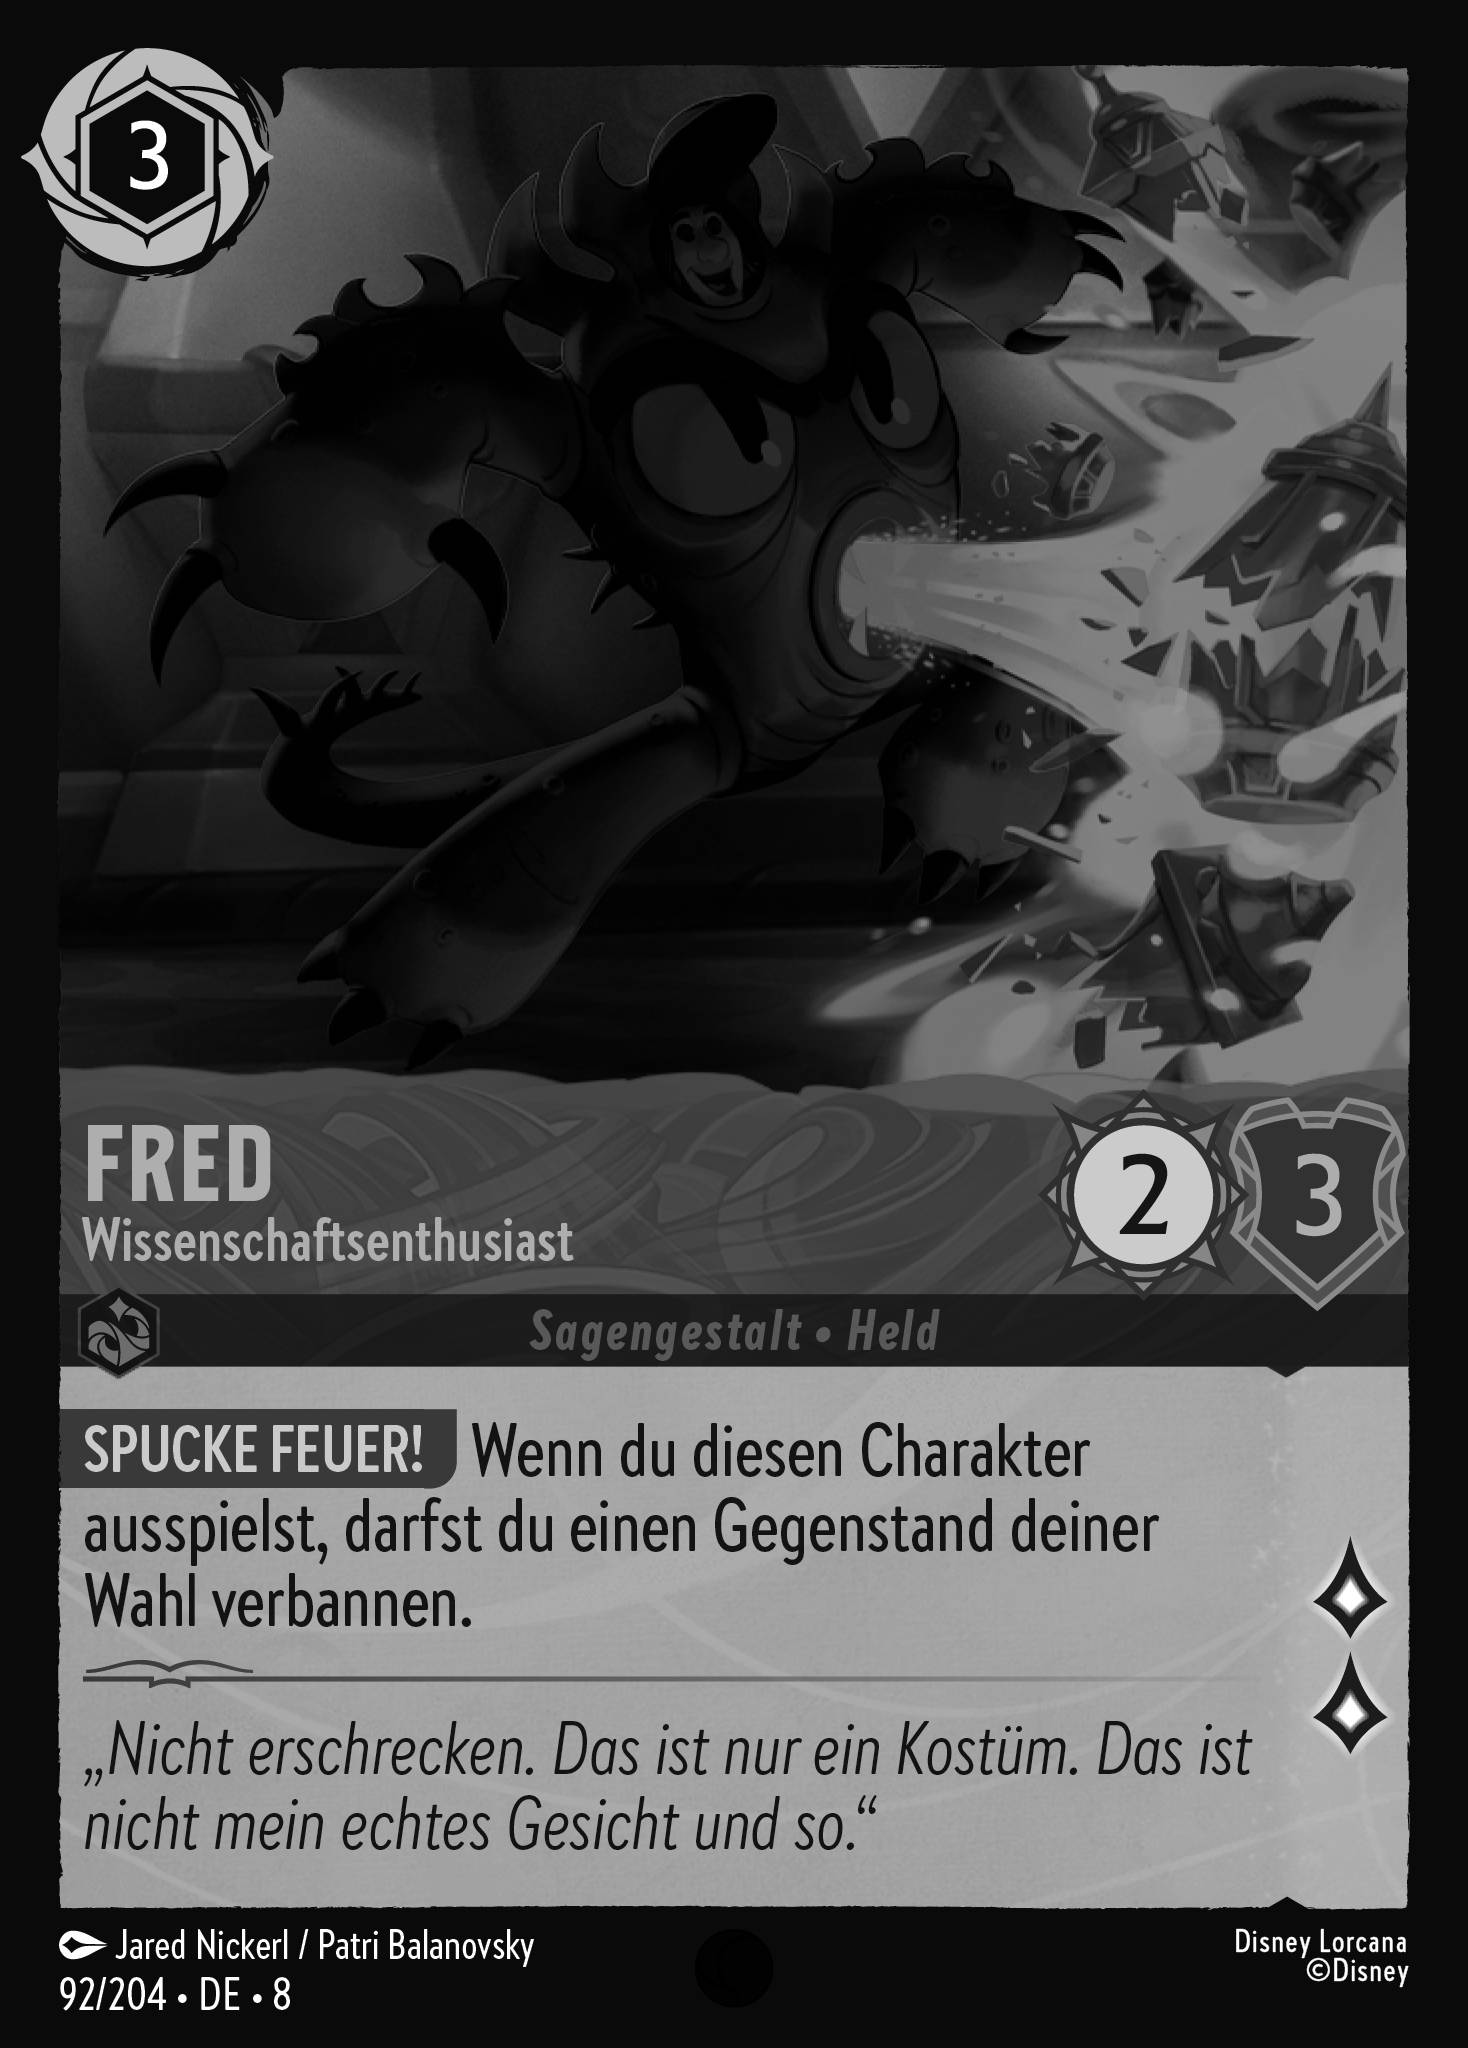 3
FRED
Wissenschaftsenthusiast
2
3
Sagengestalt • Held
SPUCKE FEUER! Wenn du diesen Charakter
ausspielst, darfst du einen Gegenstand deiner
Wahl verbannen.
„Nicht erschrecken. Das ist nur ein Kostüm. Das ist
nicht mein echtes Gesicht und so.“
Jared Nickerl / Patri Balanovsky
92/204 • DE • 8
Disney Lorcana
©Disney